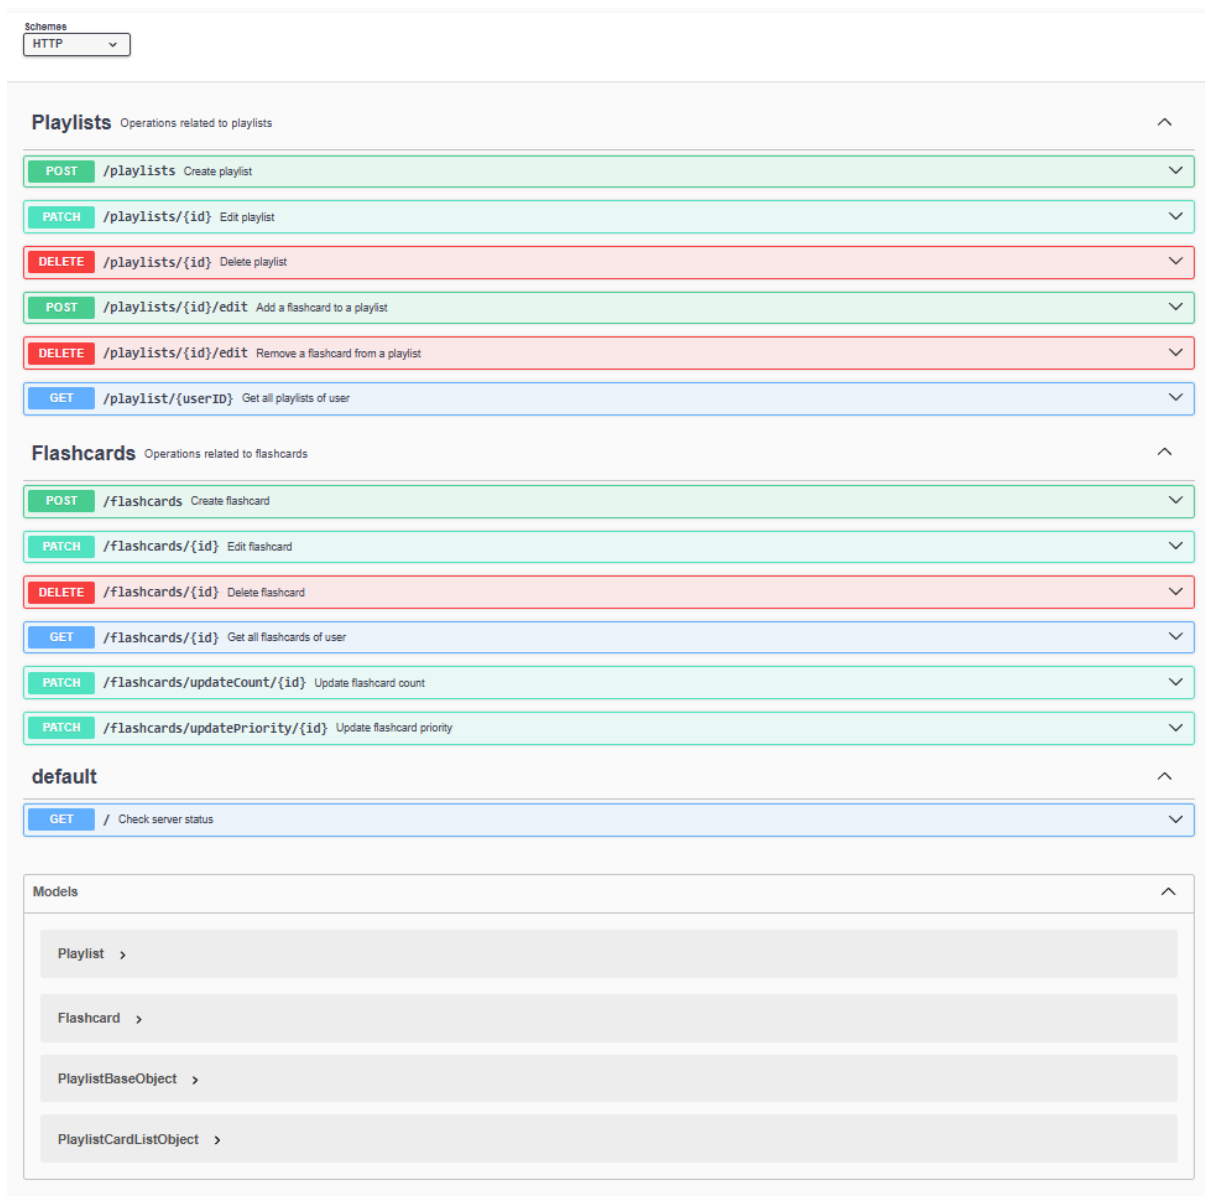 Schemes
HTTP
Playlists Operations related to playlists
POST /playlists Create playlist
PATCH /playlists/{id} Edit playlist
DELETE /playlists/{id} Delete playlist
POST /playlists/{id}/edit Add a flashcard to a playlist
DELETE /playlists/{id}/edit Remove a flashcard from a playlist
GET /playlist/{userID} Get all playlists of user
Flashcards Operations related to flashcards
POST /flashcards Create flashcard
PATCH /flashcards/{id} Edit flashcard
DELETE /flashcards/{id} Delete flashcard
GET /flashcards/{id} Get all flashcards of user
PATCH /flashcards/updateCount/{id} Update flashcard count
PATCH /flashcards/updatePriority/{id} Update flashcard priority
default
GET / Check server status
Models
Playlist
Flashcard
PlaylistBaseObject
PlaylistCardListObject